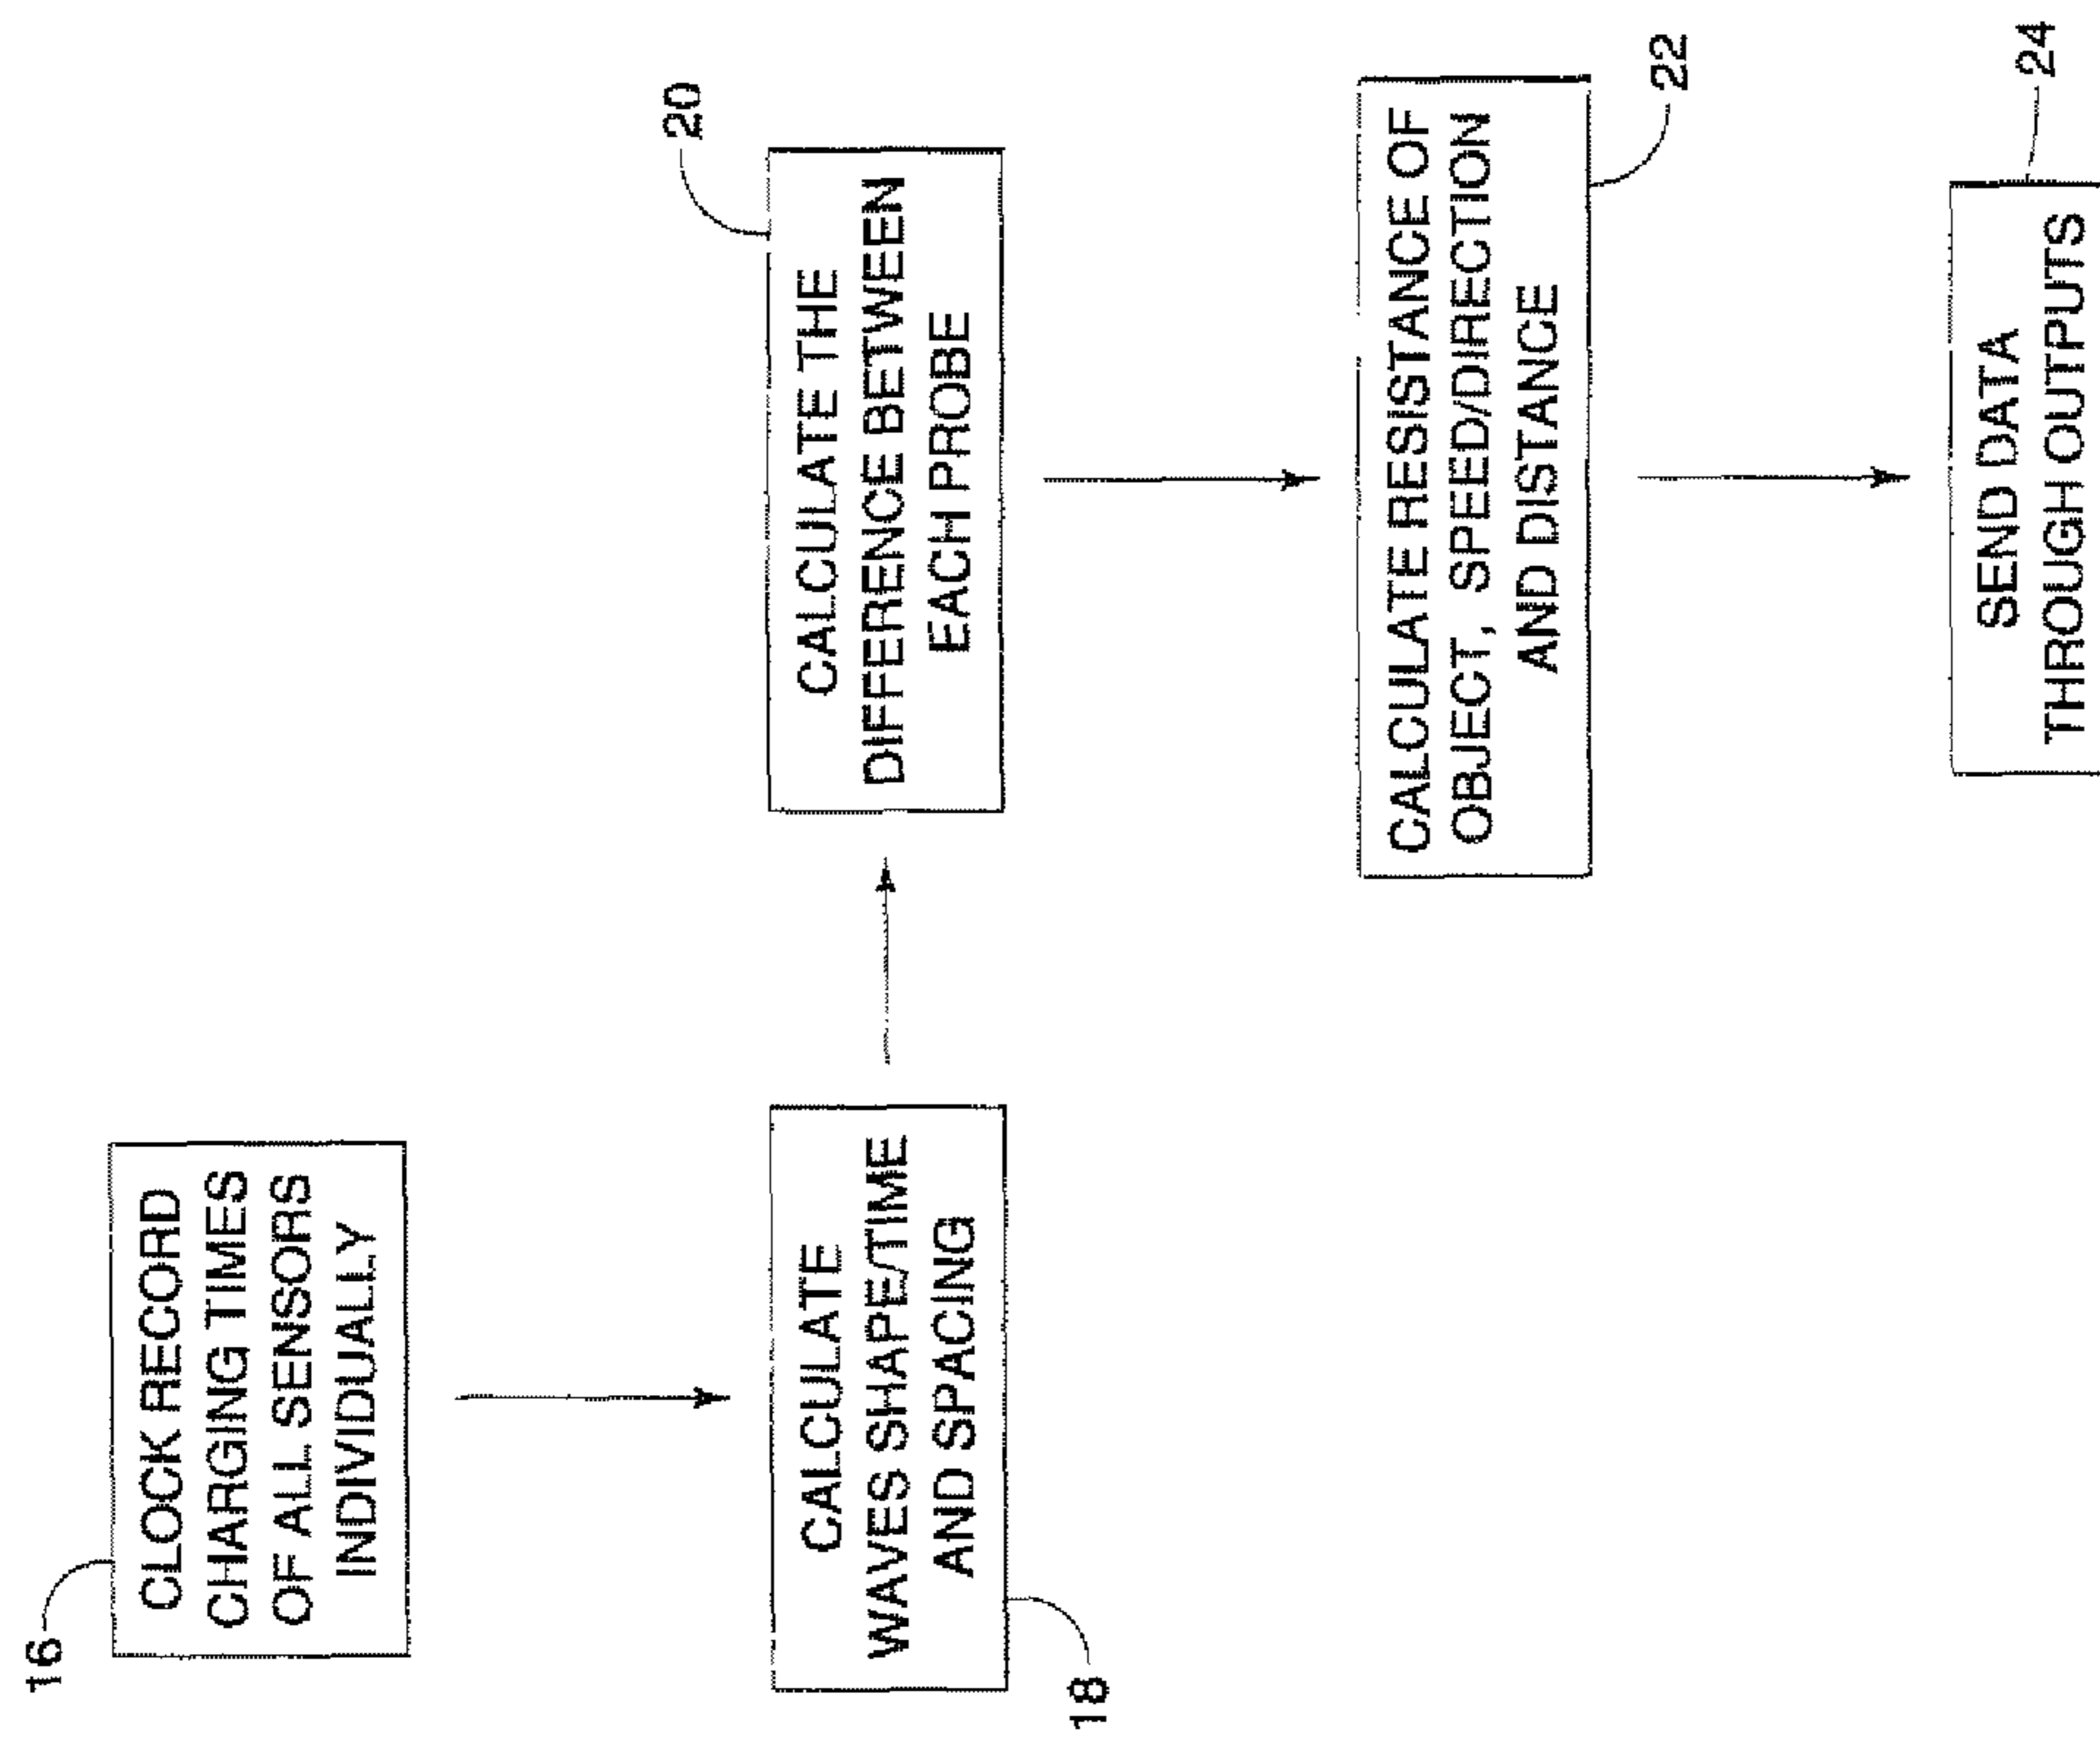 16
CLOCK RECORD
CHARGING TIMES
OF ALL SENSORS
INDIVIDUALLY
CALCULATE
WAVES SHAPE/TIME
AND SPACING
18
20
CALCULATE THE
DIFFERENCE BETWEEN
EACH PROBE
CALCULATE RESISTANCE OF
OBJECT, SPEED/DIRECTION
AND DISTANCE
22
SEND DATA
THROUGH OUTPUTS
24